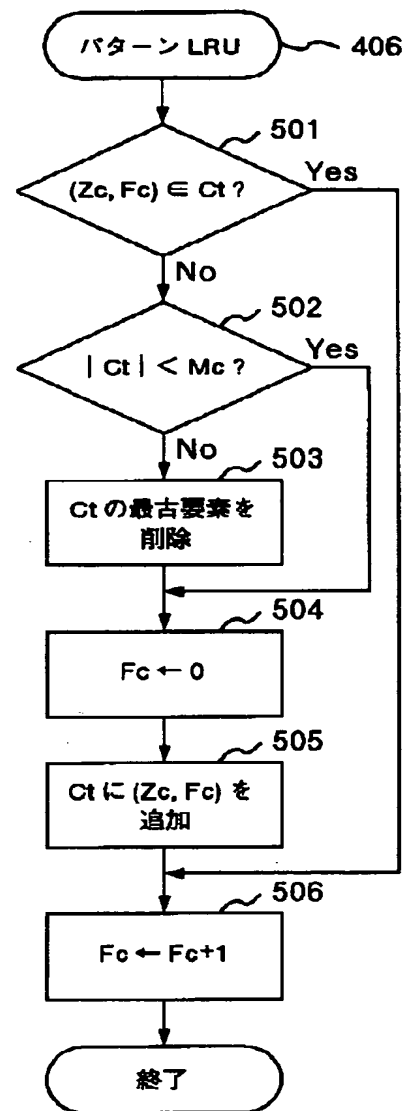 パターン LRU
406
501
(Zc, Fc) ∈ Ct ?
Yes
No
502
| Ct | < Mc ?
Yes
No
503
Ct の最古要素を
削除
504
Fc ← 0
505
Ct に (Zc, Fc) を
追加
506
Fc ← Fc+1
終了